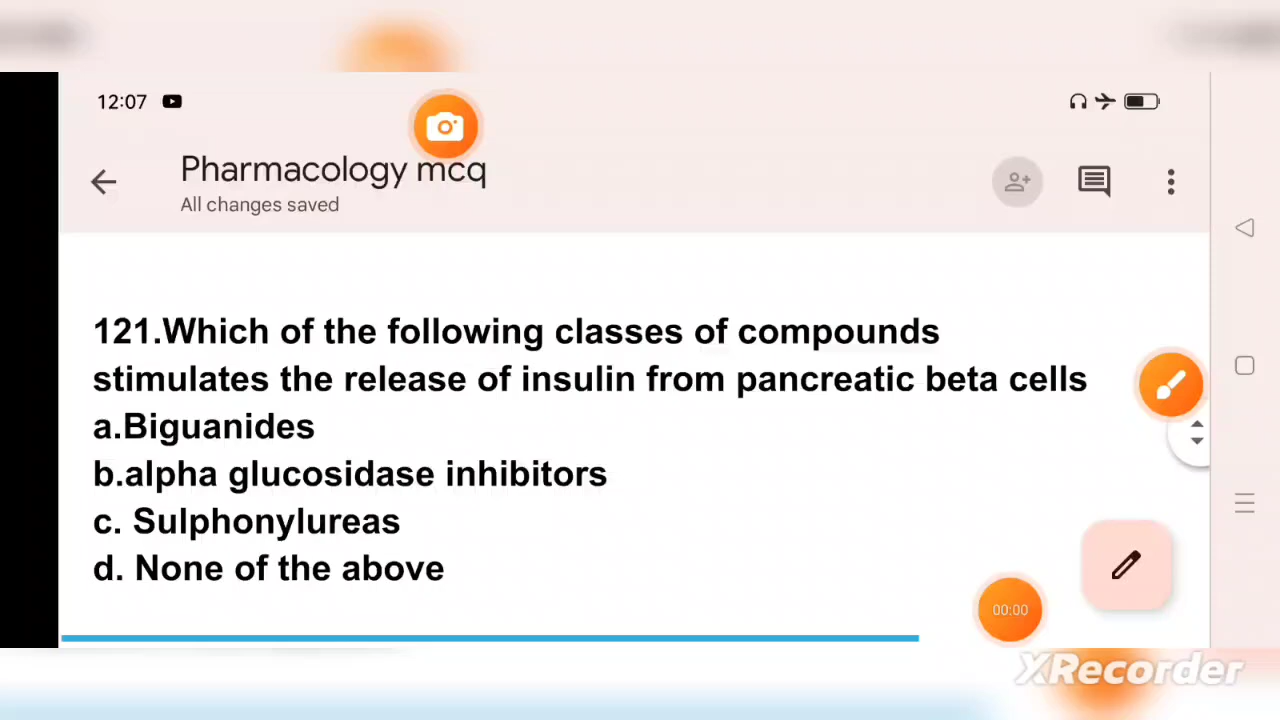 12:07
Pharmacology mcq
All changes saved
121.Which of the following classes of compounds
stimulates the release of insulin from pancreatic beta cells
a.Biguanides
b.alpha glucosidase inhibitors
c. Sulphonylureas
d. None of the above
00:00
XRecorder